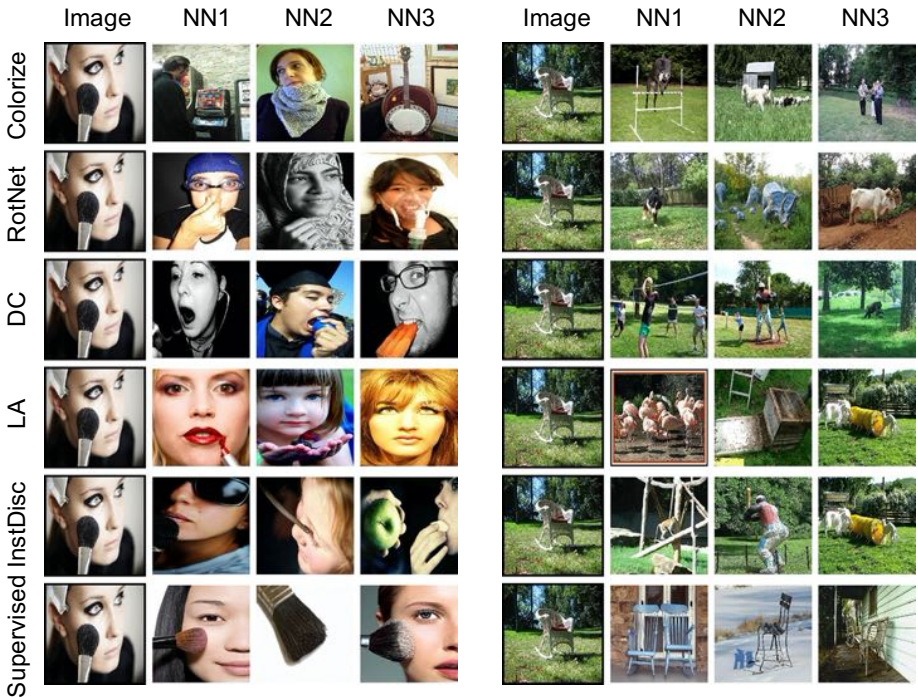 Image NN1 NN2 NN3 Image NN1 NN2 NN3
Colorize
RotNet
DC
LA
InstDisc
Supervised